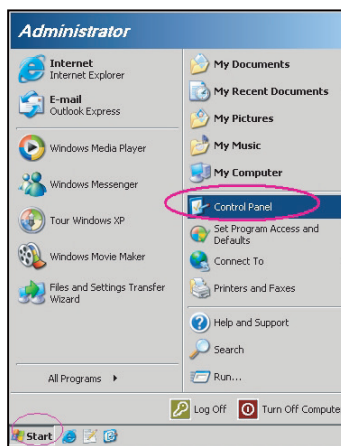 Administrator
Internet
Internet Explorer
E-mail
Outlook Express
Windows Media Player
Windows Messenger
Tour Windows XP
Windows Movie Maker
Files and Settings Transfer
Wizard
All Programs
My Documents
My Recent Documents
My Pictures
My Music
My Computer
Control Panel
Set Program Access and
Defaults
Connect To
Printers and Faxes
Help and Support
Search
Run...
Log Off
Turn Off Compute
Start